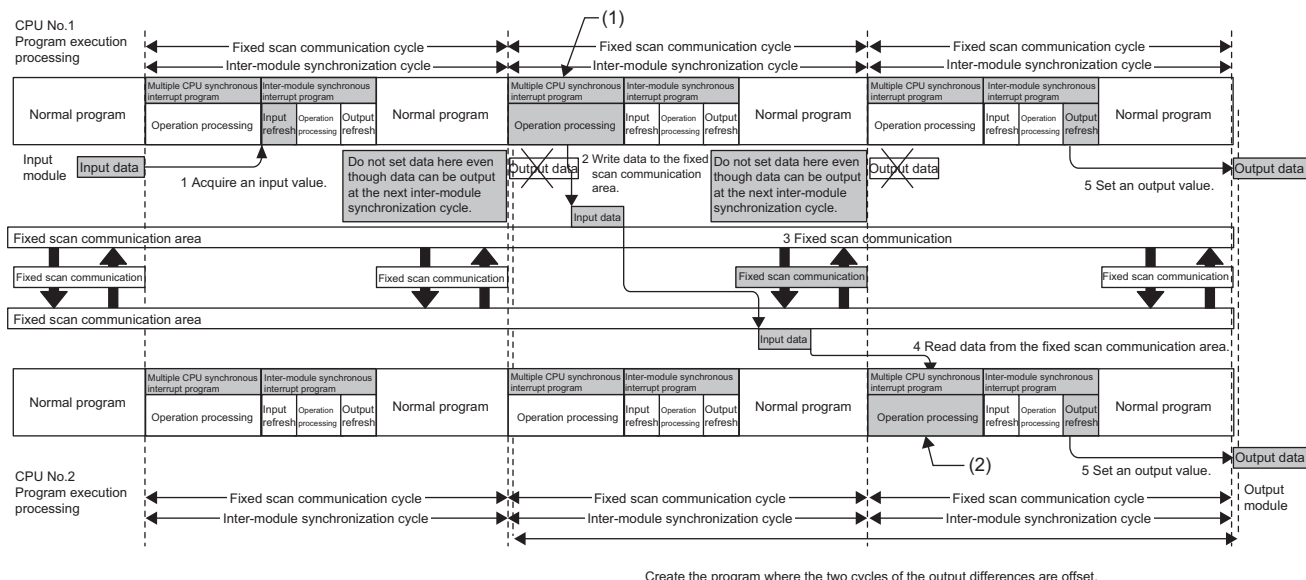 CPU No.1
Program execution
processing
(1)
Fixed scan communication cycle
Fixed scan communication cycle
Fixed scan communication cycle
Inter-module synchronization cycle
Inter-module synchronization cycle
Inter-module synchronization cycle
Normal program
Multiple CPU synchronous
interrupt program
Operation processing
Inter-module synchronous
interrupt program
Input
refresh
Operation
processing
Output
refresh
Normal program
Multiple CPU synchronous
interrupt program
Operation processing
Inter-module synchronous
interrupt program
Input
refresh
Operation
processing
Output
refresh
Normal program
Multiple CPU synchronous
interrupt program
Operation processing
Inter-module synchronous
interrupt program
Input
refresh
Operation
processing
Output
refresh
Normal program
Input
module
Input data
1 Acquire an input value.
Do not set data here even
though data can be output
at the next inter-module
synchronization cycle.
Output data
2 Write data to the fixed
scan communication
area.
Input data
Do not set data here even
though data can be output
at the next inter-module
synchronization cycle.
Output data
5 Set an output value.
Output data
Fixed scan communication area
3 Fixed scan communication
Fixed scan communication
Fixed scan communication
Fixed scan communication
Fixed scan communication
Fixed scan communication area
Input data
4 Read data from the fixed scan communication area.
Normal program
Multiple CPU synchronous
interrupt program
Operation processing
Inter-module synchronous
interrupt program
Input
refresh
Operation
processing
Output
refresh
Normal program
Multiple CPU synchronous
interrupt program
Operation processing
Inter-module synchronous
interrupt program
Input
refresh
Operation
processing
Output
refresh
Normal program
Multiple CPU synchronous
interrupt program
Operation processing
Inter-module synchronous
interrupt program
Input
refresh
Operation
processing
Output
refresh
Normal program
(2)
5 Set an output value.
Output data
CPU No.2
Program execution
processing
Output
module
Fixed scan communication cycle
Fixed scan communication cycle
Fixed scan communication cycle
Inter-module synchronization cycle
Inter-module synchronization cycle
Inter-module synchronization cycle
Create the program where the two cycles of the output differences are offset.